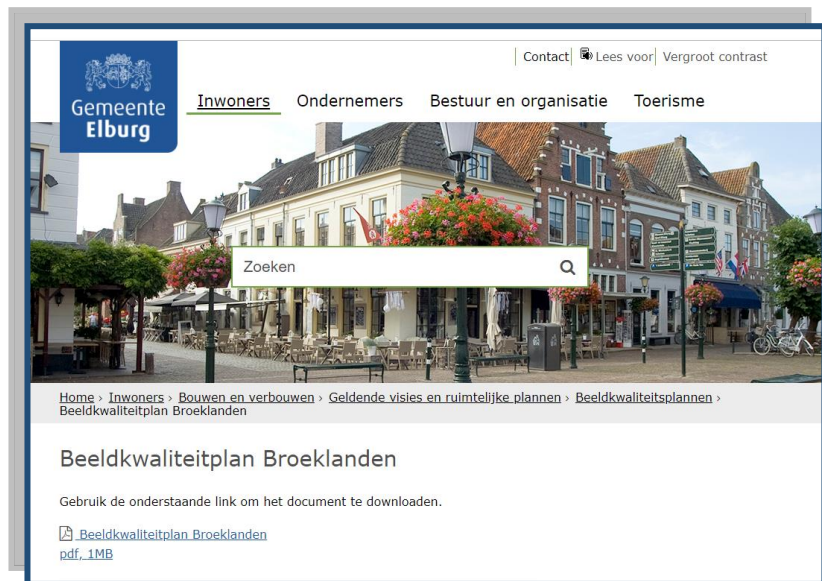 Contact
Lees voor
Vergroot contrast
Gemeente
Elburg
Inwoners
Ondernemers
Bestuur en organisatie
Toerisme
Zoeken
Home › Inwoners › Bouwen en verbouwen › Geldende visies en ruimtelijke plannen › Beeldkwaliteitsplannen ›
Beeldkwaliteitplan Broeklanden
Beeldkwaliteitplan Broeklanden
Gebruik de onderstaande link om het document te downloaden.
Beeldkwaliteitplan Broeklanden
pdf, 1MB